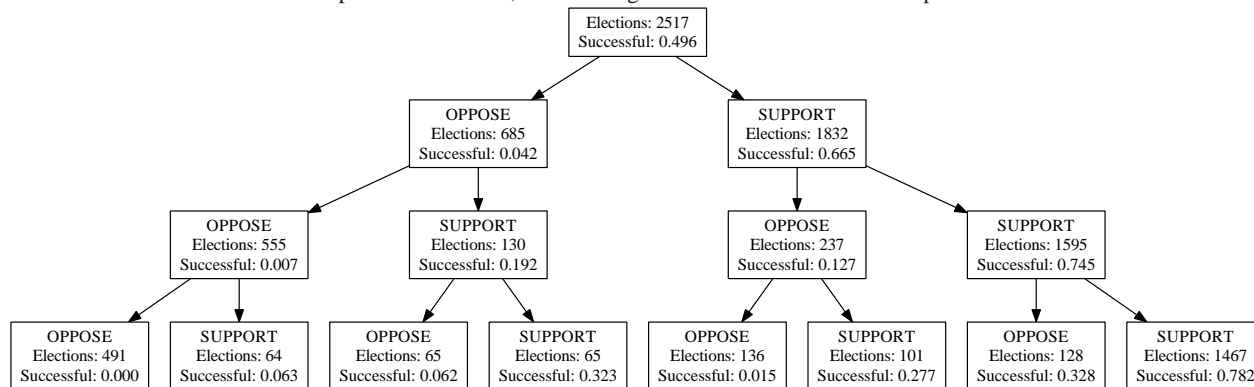 Elections: 2517
Successful: 0.496
OPPOSE
Elections: 685
Successful: 0.042
SUPPORT
Elections: 1832
Successful: 0.665
OPPOSE
Elections: 555
Successful: 0.007
SUPPORT
Elections: 130
Successful: 0.192
OPPOSE
Elections: 237
Successful: 0.127
SUPPORT
Elections: 1595
Successful: 0.745
OPPOSE
Elections: 491
Successful: 0.000
SUPPORT
Elections: 64
Successful: 0.063
OPPOSE
Elections: 65
Successful: 0.062
SUPPORT
Elections: 65
Successful: 0.323
OPPOSE
Elections: 136
Successful: 0.015
SUPPORT
Elections: 101
Successful: 0.277
OPPOSE
Elections: 128
Successful: 0.328
SUPPORT
Elections: 1467
Successful: 0.782